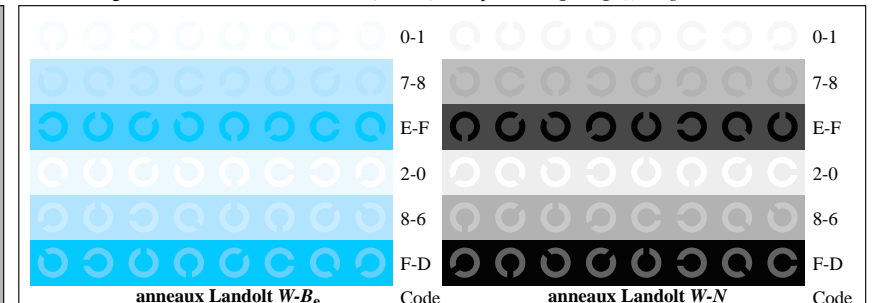 0-1 0-1
7-8 7-8
E-F E-F
2-0 2-0
8-6 8-6
F-D F-D
anneaux Landolt W-Be Code anneaux Landolt W-N Code